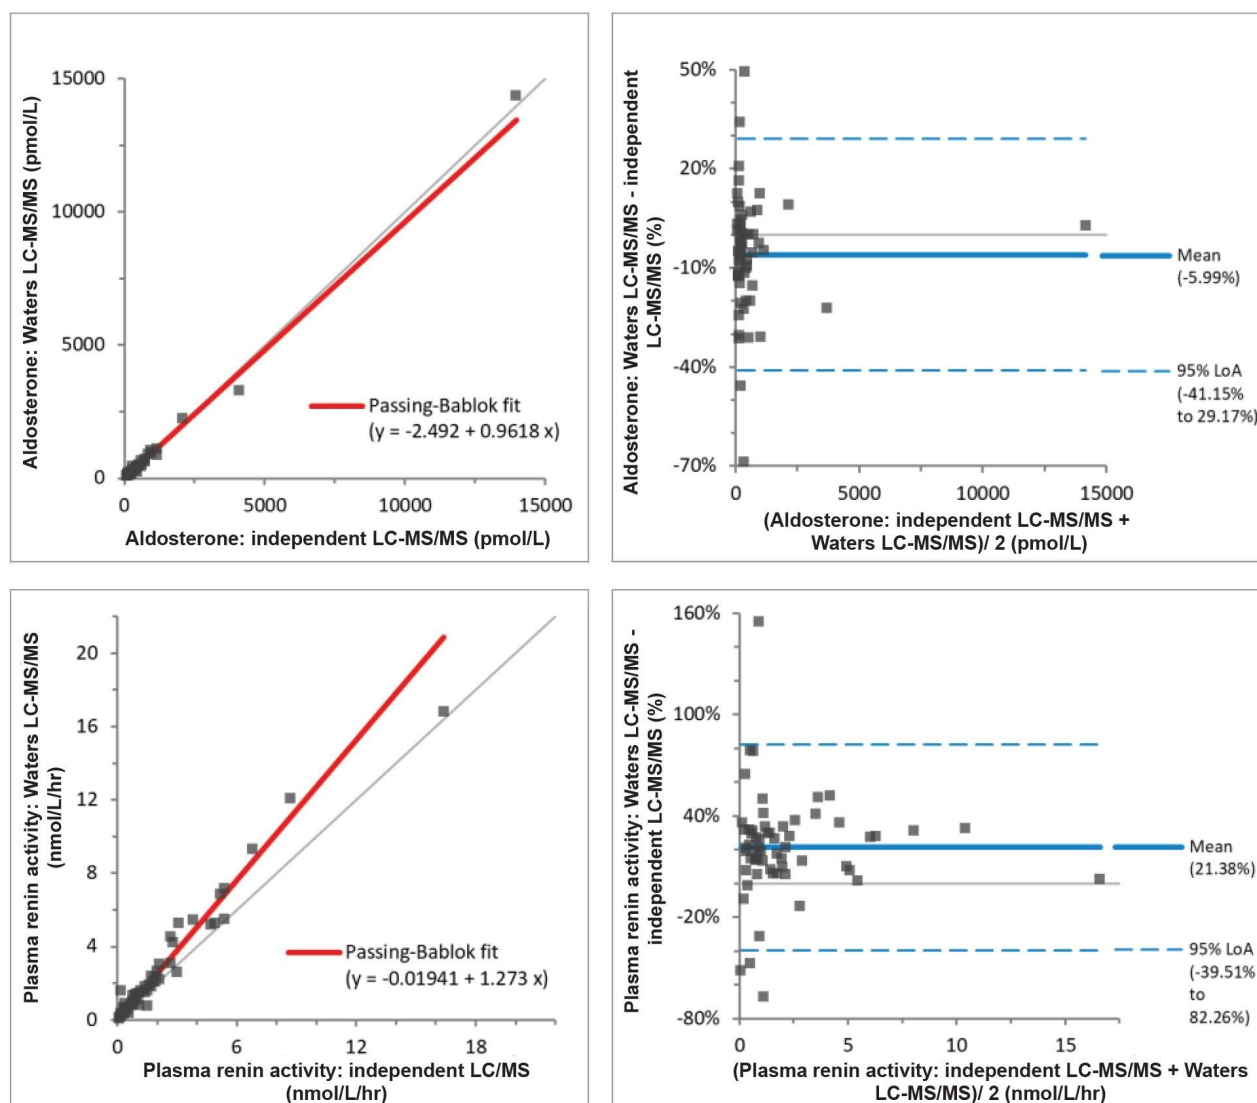 15000
10000
5000
0
0
5000
10000
15000
Aldosterone: Waters LC-MS/MS (pmol/L)
Passing-Bablok fit
(y = -2.492 + 0.9618 x)
Aldosterone: independent LC-MS/MS (pmol/L)
50%
20%
-10%
-40%
-70%
0
5000
10000
15000
Aldosterone: Waters LC-MS/MS - independent
LC-MS/MS (%)
Mean
(-5.99%)
95% LoA
(-41.15%
to 29.17%)
(Aldosterone: independent LC-MS/MS +
Waters LC-MS/MS)/ 2 (pmol/L)
20
16
12
8
4
0
0
6
12
18
Plasma renin activity: Waters LC-MS/MS
(nmol/L/hr)
Passing-Bablok fit
(y = -0.01941 + 1.273 x)
Plasma renin activity: independent LC/MS
(nmol/L/hr)
160%
100%
40%
-20%
-80%
0
5
10
15
Plasma renin activity: Waters LC-MS/MS -
independent LC-MS/MS (%)
Mean
(21.38%)
95% LoA
(-39.51%
to
82.26%)
(Plasma renin activity: independent LC-MS/MS + Waters
LC-MS/MS)/ 2 (nmol/L/hr)